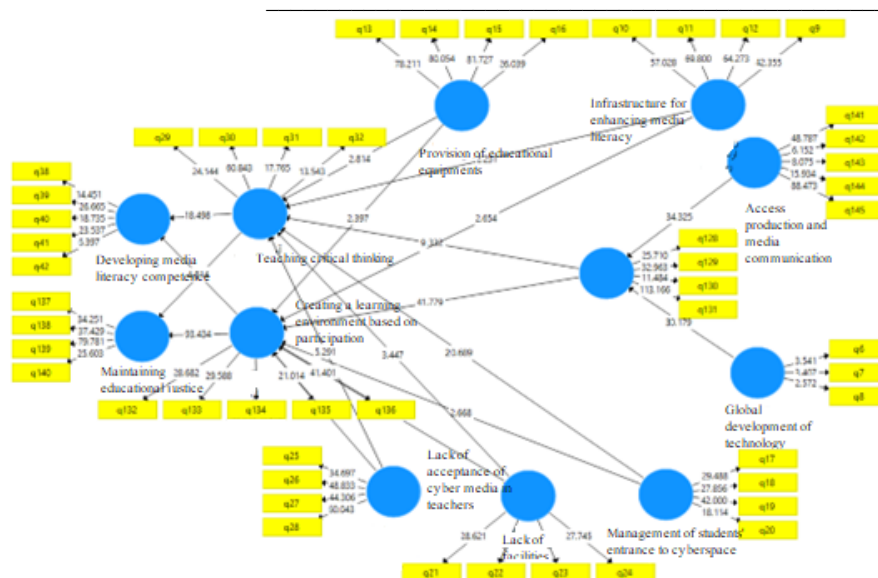 q13
q14
q15
q16
q10
q11
q12
q9
78.211
80.054
81.727
26.039
57.028
69.800
64.273
42.355
Infrastructure for
enhancing media
literacy
q141
q142
q143
q144
q145
48.787
6.152
8.075
15.934
88.473
Access
production and
media
communication
q29
q30
q31
q32
24.144
60.843
17.765
13.543
2.814
Provision of educational
equipments
q38
q39
q40
q41
q42
14.451
26.665
18.735
23.537
5.397
18.498
Developing media
literacy competence
Teaching critical thinking
2.397
2.654
34.325
q128
q129
q130
q131
25.710
32.963
11.484
113.166
q137
q138
q139
q140
34.251
37.429
79.781
25.603
Maintaining
educational justice
93.434
Creating a learning
environment based on
participation
41.779
q6
q7
q8
3.541
2.572
Global
development of
technology
28.682
29.588
21.014
5.291
41.401
3.447
20.689
2.668
q132
q133
q134
q135
q136
q25
q26
q27
q28
34.697
48.833
44.306
50.043
Lack of
acceptance of
cyber media in
teachers
q17
q18
q19
q20
29.488
27.856
42.000
18.114
Management of students'
entrance to cyberspace
Lack of
facilities
28.621
27.745
q21
q22
q23
q24